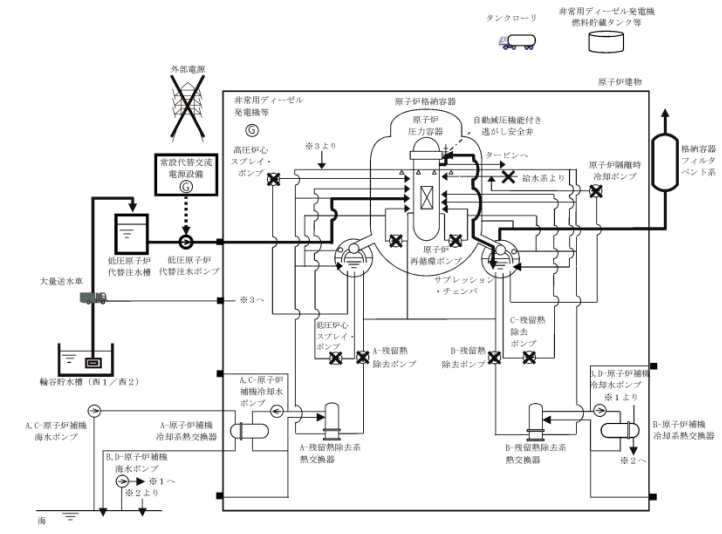 タンクローリ
非常用ディーゼル発電機
燃料貯蔵タンク等
外部電源
原子炉建物
非常用ディーゼル
発電機等
G
原子炉格納容器
原子炉
圧力容器
自動減圧機能付き
逃がし安全弁
高圧炉心
スプレイ・
ポンプ
※3より
タービンへ
給水系より
原子炉隔離時
冷却ポンプ
格納容器
フィルタ
ベント系
常設代替交流
電源設備
G
低圧原子炉
代替注水槽
低圧原子炉
代替注水ポンプ
原子炉
再循環ポンプ
サプレッション
・チェンバ
大量送水車
※3へ
低圧炉心
スプレイ・
ポンプ
A-残留熱
除去ポンプ
B-残留熱
除去ポンプ
C-残留熱
除去
ポンプ
輪谷貯水槽（西1／西2）
A,C-原子炉
補機冷却水
ポンプ
B,D-原子炉補機
冷却水ポンプ
※1より
A,C-原子炉補機
海水ポンプ
A-原子炉補機
冷却系熱交換器
A-残留熱除去系
熱交換器
B-残留熱除去系
熱交換器
B-原子炉補機
冷却系熱交換器
※2へ
B,D-原子炉補機
海水ポンプ
※1へ
※2より
海